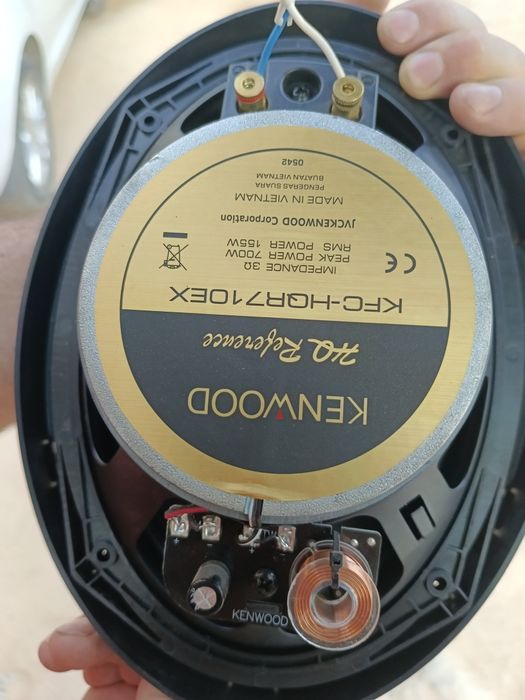 KENWOOD
HQ Reference
KFC-HQR710EX
IMPEDANCE 3Ω
PEAK POWER 700W
RMS POWER 155W
CE
JVCKENWOOD Corporation
MADE IN VIETNAM
BUATAN VIETNAM
PENGERAS SUARA
0542
KENWOOD